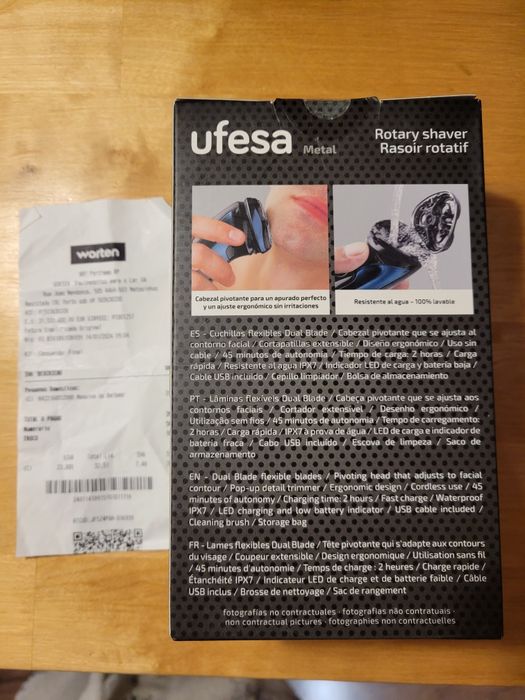 ufesa
Metal
Rotary shaver
Rasoir rotatif
Cabezal pivotante para un apurado perfecto
y un ajuste ergonómico sin irritaciones
Resistente al agua - 100% lavable
ES - Cuchillas flexibles Dual Blade / Cabezal pivotante que se ajusta al
contorno facial / Cortapatillas extensible / Diseño ergonómico / Uso sin
cable / 45 minutos de autonomía / Tiempo de carga: 2 horas / Carga
rápida / Resistente al agua IPX7 / Indicador LED de carga y batería baja /
Cable USB incluido / Cepillo limpiador / Bolsa de almacenamiento
PT - Lâminas flexíveis Dual Blade / Cabeça pivotante que se ajusta aos
contornos faciais / Cortador extensível / Desenho ergonómico /
Utilização sem fios / 45 minutos de autonomia / Tempo de carregamento:
2 horas / Carga rápida / IPX7 à prova de água / LED de carga e indicador de
bateria fraca / Cabo USB incluído / Escova de limpeza / Saco de
armazenamento
EN - Dual Blade flexible blades / Pivoting head that adjusts to facial
contour / Pop-up detail trimmer / Ergonomic design / Cordless use / 45
minutes of autonomy / Charging time: 2 hours / Fast charge / Waterproof
IPX7 / LED charging and low battery indicator / USB cable included /
Cleaning brush / Storage bag
FR - Lames flexibles Dual Blade / Tête pivotante qui s'adapte aux contours
du visage / Coupeur extensible / Design ergonomique / Utilisation sans fil
/ 45 minutes d'autonomie / Temps de charge : 2 heures / Charge rapide /
Étanchéité IPX7 / Indicateur LED de charge et de batterie faible / Câble
USB inclus / Brosse de nettoyage / Sac de rangement
fotografías no contractuales - fotografias não contratuais -
non contractual pictures - photographies non contractuelles
worten
14/01/2024
TOTAL A PAGAR
Numerário
TROCO